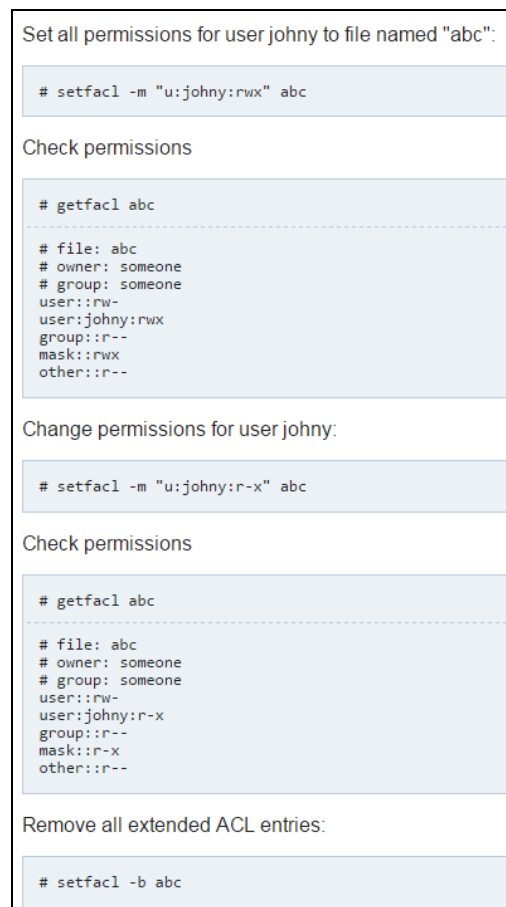 Set all permissions for user johny to file named "abc":
# setfacl -m "u:johny:rwx" abc
Check permissions
# getfacl abc
# file: abc
# owner: someone
# group: someone
user::rw-
user:johny:rwx
group::r--
mask::rwx
other::r--
Change permissions for user johny:
# setfacl -m "u:johny:r-x" abc
Check permissions
# getfacl abc
# file: abc
# owner: someone
# group: someone
user::rw-
user:johny:r-x
group::r--
mask::r-x
other::r--
Remove all extended ACL entries:
# setfacl -b abc